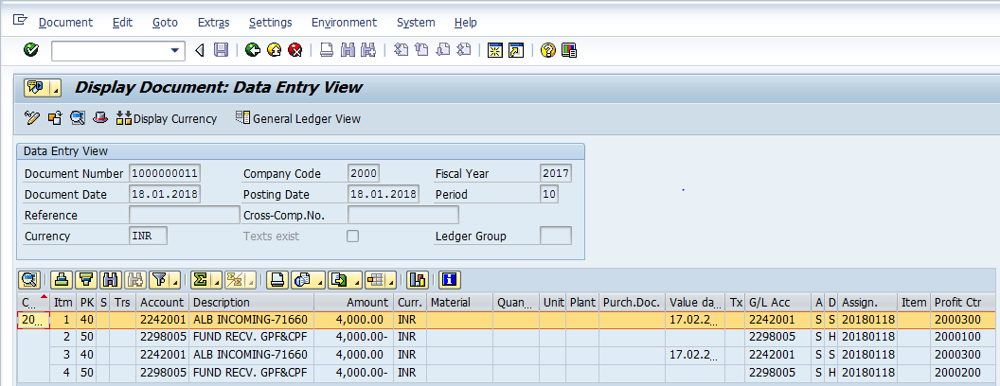 Document Edit Goto Extras Settings Environment System Help
Display Document: Data Entry View
Display Currency General Ledger View
Data Entry View
Document Number 1000000011 Company Code 2000 Fiscal Year 2017
Document Date 18.01.2018 Posting Date 18.01.2018 Period 10
Reference Cross-Comp.No.
Currency INR Texts exist Ledger Group
C... Itm PK S Trs Account Description Amount Curr. Material Quan... Unit Plant Purch.Doc. Value da... Tx G/L Acc A D Assign. Item Profit Ctr
20... 1 40 2242001 ALB INCOMING-71660 4,000.00 INR 17.02.2... 2242001 S S 20180118 2000300
2 50 2298005 FUND RECV. GPF&CPF 4,000.00- INR 2298005 S H 20180118 2000100
3 40 2242001 ALB INCOMING-71660 4,000.00 INR 17.02.2... 2242001 S S 20180118 2000300
4 50 2298005 FUND RECV. GPF&CPF 4,000.00- INR 2298005 S H 20180118 2000200